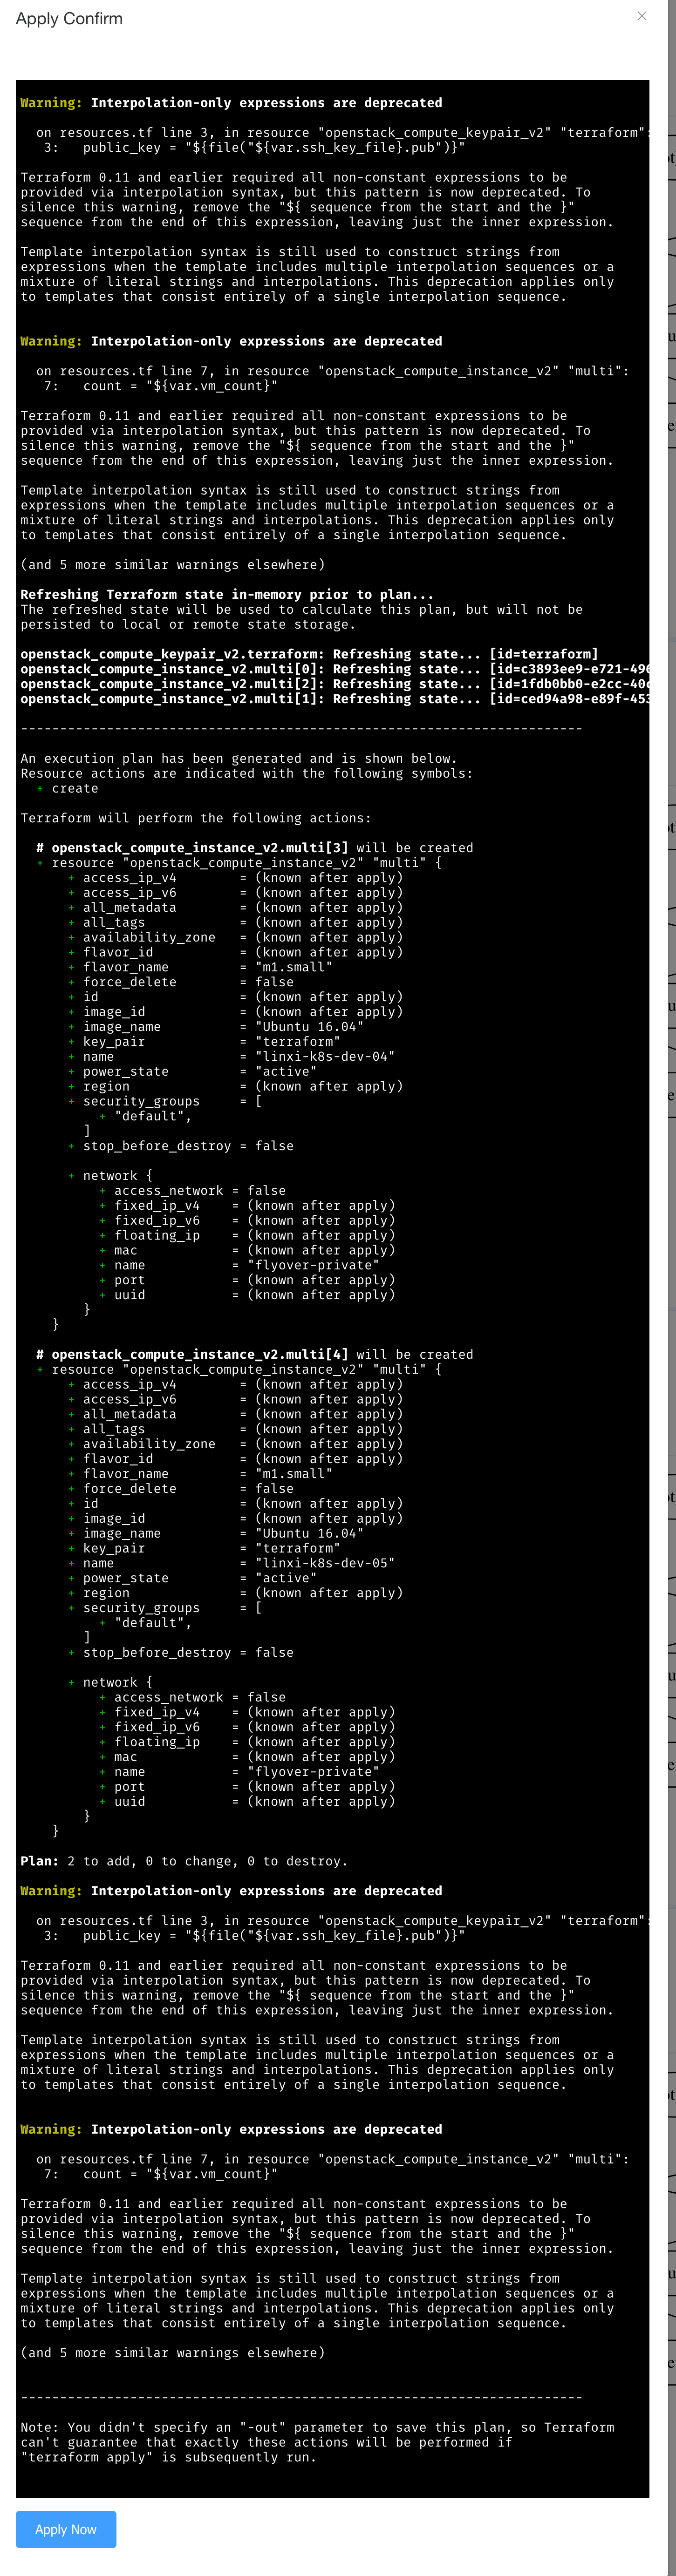 Apply Confirm
Warning: Interpolation-only expressions are deprecated
on resources.tf line 3, in resource "openstack_compute_keypair_v2" "terraform":
3: public_key = "${file("${var.ssh_key_file}.pub")}"
Terraform 0.11 and earlier required all non-constant expressions to be
provided via interpolation syntax, but this pattern is now deprecated. To
silence this warning, remove the "${ sequence from the start and the }"
sequence from the end of this expression, leaving just the inner expression.
Template interpolation syntax is still used to construct strings from
expressions when the template includes multiple interpolation sequences or a
mixture of literal strings and interpolations. This deprecation applies only
to templates that consist entirely of a single interpolation sequence.
Warning: Interpolation-only expressions are deprecated
on resources.tf line 7, in resource "openstack_compute_instance_v2" "multi":
7: count = "${var.vm_count}"
Terraform 0.11 and earlier required all non-constant expressions to be
provided via interpolation syntax, but this pattern is now deprecated. To
silence this warning, remove the "${ sequence from the start and the }"
sequence from the end of this expression, leaving just the inner expression.
Template interpolation syntax is still used to construct strings from
expressions when the template includes multiple interpolation sequences or a
mixture of literal strings and interpolations. This deprecation applies only
to templates that consist entirely of a single interpolation sequence.
(and 5 more similar warnings elsewhere)
Refreshing Terraform state in-memory prior to plan...
The refreshed state will be used to calculate this plan, but will not be
persisted to local or remote state storage.
openstack_compute_keypair_v2.terraform: Refreshing state... [id=terraform]
openstack_compute_instance_v2.multi[0]: Refreshing state... [id=c3893ee9-e721-496
openstack_compute_instance_v2.multi[2]: Refreshing state... [id=1fdb0bb0-e2cc-40
openstack_compute_instance_v2.multi[1]: Refreshing state... [id=ced94a98-e89f-453
------------------------------------------------------------------------
An execution plan has been generated and is shown below.
Resource actions are indicated with the following symbols:
+ create
Terraform will perform the following actions:
# openstack_compute_instance_v2.multi[3] will be created
+ resource "openstack_compute_instance_v2" "multi" {
+ access_ip_v4 = (known after apply)
+ access_ip_v6 = (known after apply)
+ all_metadata = (known after apply)
+ all_tags = (known after apply)
+ availability_zone = (known after apply)
+ flavor_id = (known after apply)
+ flavor_name = "m1.small"
+ force_delete = false
+ id = (known after apply)
+ image_id = (known after apply)
+ image_name = "Ubuntu 16.04"
+ key_pair = "terraform"
+ name = "linxi-k8s-dev-04"
+ power_state = "active"
+ region = (known after apply)
+ security_groups = [
+ "default",
]
+ stop_before_destroy = false
+ network {
+ access_network = false
+ fixed_ip_v4 = (known after apply)
+ fixed_ip_v6 = (known after apply)
+ floating_ip = (known after apply)
+ mac = (known after apply)
+ name = "flyover-private"
+ port = (known after apply)
+ uuid = (known after apply)
}
}
# openstack_compute_instance_v2.multi[4] will be created
+ resource "openstack_compute_instance_v2" "multi" {
+ access_ip_v4 = (known after apply)
+ access_ip_v6 = (known after apply)
+ all_metadata = (known after apply)
+ all_tags = (known after apply)
+ availability_zone = (known after apply)
+ flavor_id = (known after apply)
+ flavor_name = "m1.small"
+ force_delete = false
+ id = (known after apply)
+ image_id = (known after apply)
+ image_name = "Ubuntu 16.04"
+ key_pair = "terraform"
+ name = "linxi-k8s-dev-05"
+ power_state = "active"
+ region = (known after apply)
+ security_groups = [
+ "default",
]
+ stop_before_destroy = false
+ network {
+ access_network = false
+ fixed_ip_v4 = (known after apply)
+ fixed_ip_v6 = (known after apply)
+ floating_ip = (known after apply)
+ mac = (known after apply)
+ name = "flyover-private"
+ port = (known after apply)
+ uuid = (known after apply)
}
}
Plan: 2 to add, 0 to change, 0 to destroy.
Warning: Interpolation-only expressions are deprecated
on resources.tf line 3, in resource "openstack_compute_keypair_v2" "terraform":
3: public_key = "${file("${var.ssh_key_file}.pub")}"
Terraform 0.11 and earlier required all non-constant expressions to be
provided via interpolation syntax, but this pattern is now deprecated. To
silence this warning, remove the "${ sequence from the start and the }"
sequence from the end of this expression, leaving just the inner expression.
Template interpolation syntax is still used to construct strings from
expressions when the template includes multiple interpolation sequences or a
mixture of literal strings and interpolations. This deprecation applies only
to templates that consist entirely of a single interpolation sequence.
Warning: Interpolation-only expressions are deprecated
on resources.tf line 7, in resource "openstack_compute_instance_v2" "multi":
7: count = "${var.vm_count}"
Terraform 0.11 and earlier required all non-constant expressions to be
provided via interpolation syntax, but this pattern is now deprecated. To
silence this warning, remove the "${ sequence from the start and the }"
sequence from the end of this expression, leaving just the inner expression.
Template interpolation syntax is still used to construct strings from
expressions when the template includes multiple interpolation sequences or a
mixture of literal strings and interpolations. This deprecation applies only
to templates that consist entirely of a single interpolation sequence.
(and 5 more similar warnings elsewhere)
------------------------------------------------------------------------
Note: You didn't specify an "-out" parameter to save this plan, so Terraform
can't guarantee that exactly these actions will be performed if
"terraform apply" is subsequently run.
Apply Now